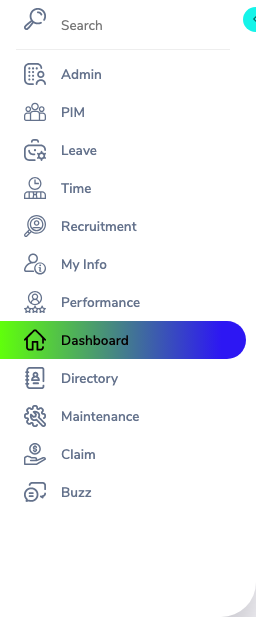 Search
Admin
PIM
Leave
Time
Recruitment
My Info
Performance
Dashboard
Directory
Maintenance
Claim
Buzz